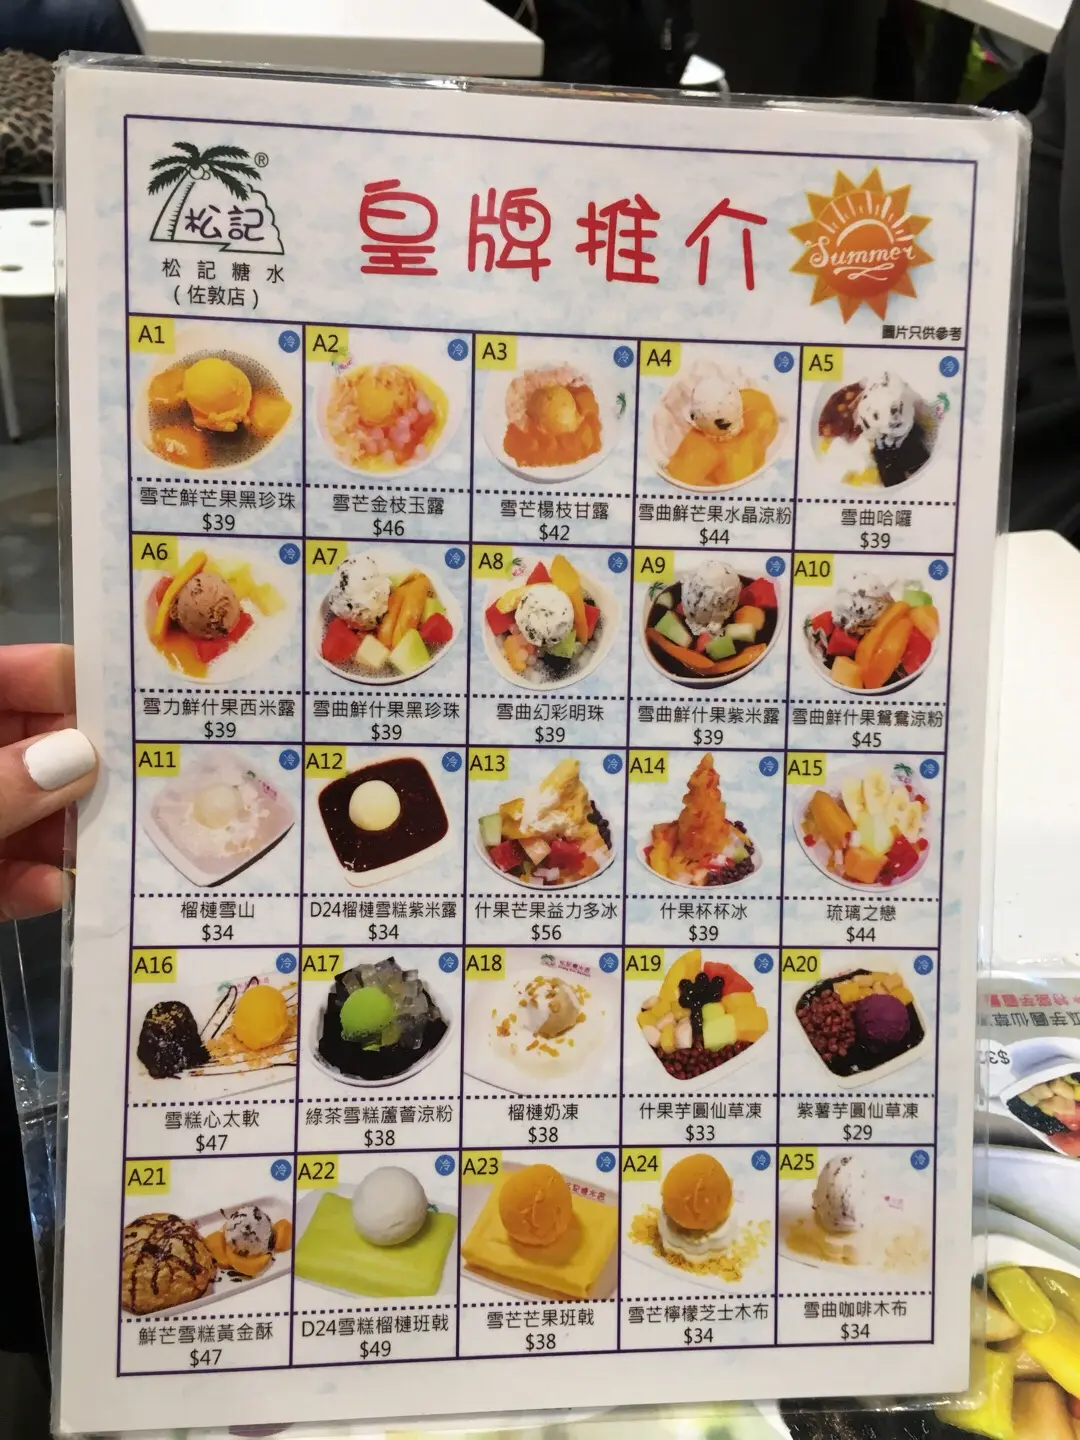 松記
®
松記糖水
(佐敦店)
皇牌推介
Summer
圖片只供參考
A1 冷
雪芒鮮芒果黑珍珠
$39
A2 冷
雪芒金枝玉露
$46
A3 冷
雪芒楊枝甘露
$42
A4 冷
雪曲鮮芒果水晶涼粉
$44
A5 冷
雪曲哈囉
$39
A6 冷
雪力鮮什果西米露
$39
A7 冷
雪曲鮮什果黑珍珠
$39
A8 冷
雪曲幻彩明珠
$39
A9 冷
雪曲鮮什果紫米露
$39
A10 冷
雪曲鮮什果鴛鴦涼粉
$45
A11 冷
榴槤雪山
$34
A12 冷
D24榴槤雪糕紫米露
$34
A13 冷
什果芒果益力多冰
$56
A14 冷
什果杯杯冰
$39
A15 冷
琉璃之戀
$44
A16 冷
雪糕心太軟
$47
A17 冷
綠茶雪糕蘆薈涼粉
$38
A18 冷
榴槤奶凍
$38
A19 冷
什果芋圓仙草凍
$33
A20 冷
紫薯芋圓仙草凍
$29
A21 冷
鮮芒雪糕黃金酥
$47
A22 冷
D24雪糕榴槤班戟
$49
A23 冷
雪芒芒果班戟
$38
A24 冷
雪芒檸檬芝士木布
$34
A25 冷
雪曲咖啡木布
$34